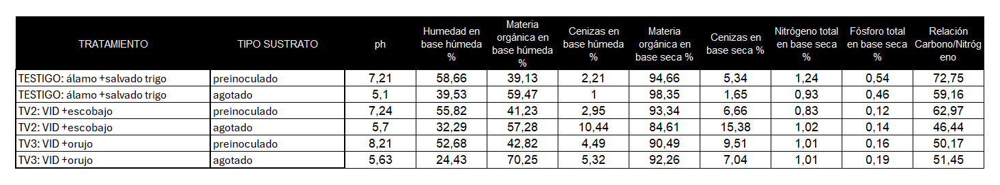 TRATAMIENTO TIPO SUSTRATO ph Humedad en base húmeda % Materia orgánica en base húmeda % Cenizas en base húmeda % Materia orgánica en base seca % Cenizas en base seca % Nitrógeno total en base seca % Fósforo total en base seca % Relación Carbono/Nitróg eno
TESTIGO: álamo +salvado trigo preinoculado 7,21 58,66 39,13 2,21 94,66 5,34 1,24 0,54 72,75
TESTIGO: álamo +salvado trigo agotado 5,1 39,53 59,47 1 98,35 1,65 0,93 0,46 59,16
TV2: VID +escobajo preinoculado 7,24 55,82 41,23 2,95 93,34 6,66 0,83 0,12 62,97
TV2: VID +escobajo agotado 5,7 32,29 57,28 10,44 84,61 15,38 1,02 0,14 46,44
TV3: VID +orujo preinoculado 8,21 52,68 42,82 4,49 90,49 9,51 1,01 0,16 50,17
TV3: VID +orujo agotado 5,63 24,43 70,25 5,32 92,26 7,04 1,01 0,19 51,45